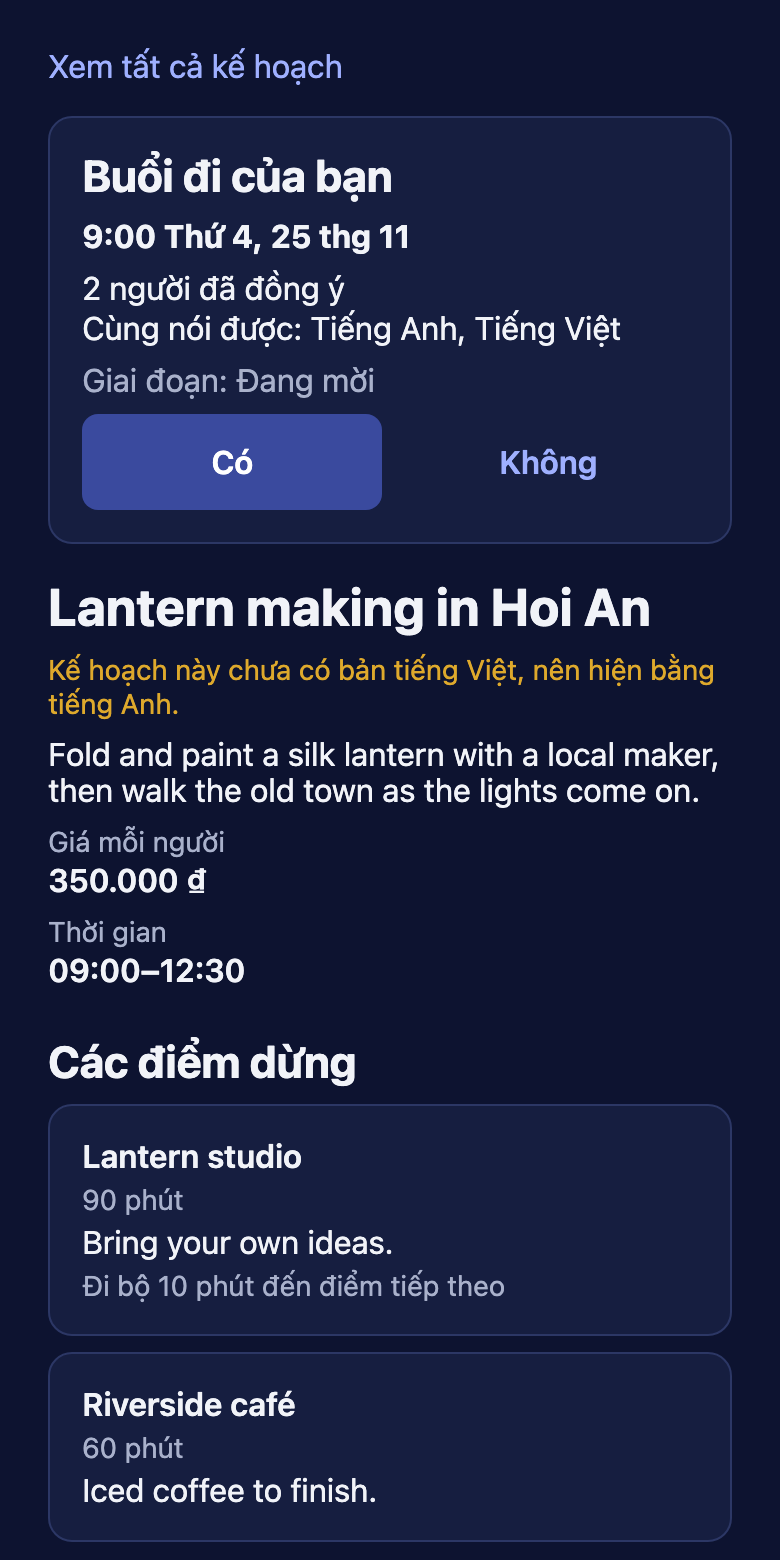 Xem tất cả kế hoạch
Buổi đi của bạn
9:00 Thứ 4, 25 thg 11
2 người đã đồng ý
Cùng nói được: Tiếng Anh, Tiếng Việt
Giai đoạn: Đang mời
Có
Không
Lantern making in Hoi An
Kế hoạch này chưa có bản tiếng Việt, nên hiện bằng
tiếng Anh.
Fold and paint a silk lantern with a local maker,
then walk the old town as the lights come on.
Giá mỗi người
350.000 ₫
Thời gian
09:00–12:30
Các điểm dừng
Lantern studio
90 phút
Bring your own ideas.
Đi bộ 10 phút đến điểm tiếp theo
Riverside café
60 phút
Iced coffee to finish.